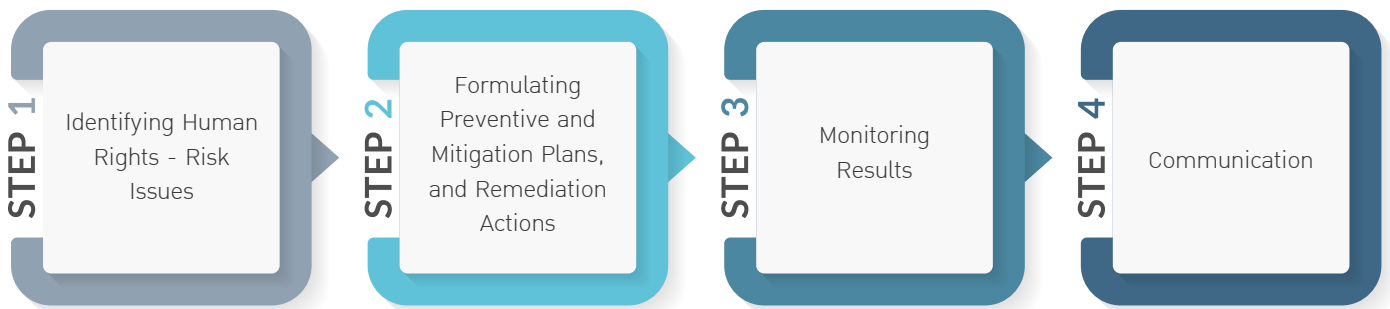 STEP 1
Identifying Human
Rights - Risk
Issues
STEP 2
Formulating
Preventive and
Mitigation Plans,
and Remediation
Actions
STEP 3
Monitoring
Results
STEP 4
Communication